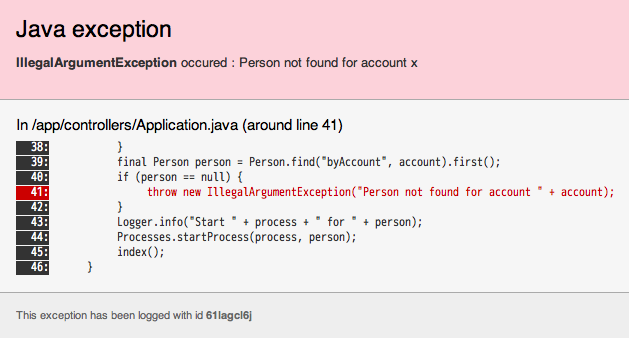 Java exception
IllegalArgumentException occured : Person not found for account x
In /app/controllers/Application.java (around line 41)
38:         }
39:         final Person person = Person.find("byAccount", account).first();
40:         if (person == null) {
41:             throw new IllegalArgumentException("Person not found for account " + account);
42:         }
43:         Logger.info("Start " + process + " for " + person);
44:         Processes.startProcess(process, person);
45:         index();
46:     }
This exception has been logged with id 61lagcl6j